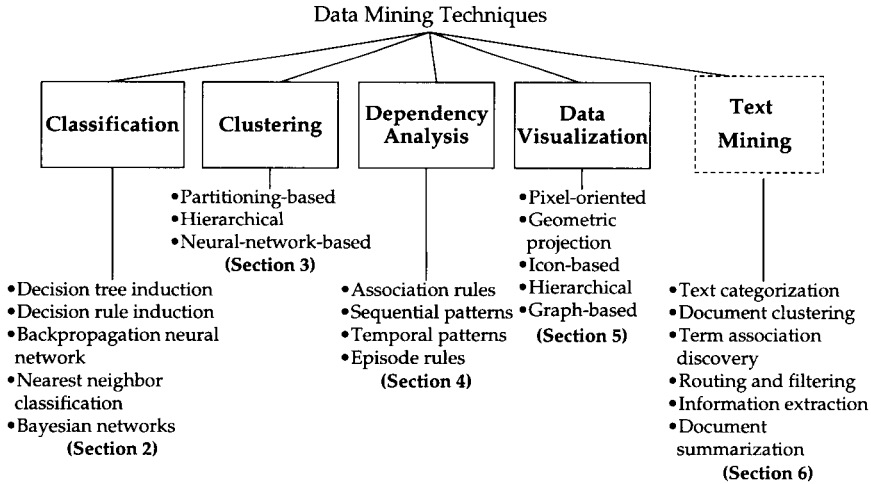 Data Mining Techniques
Classification
Clustering
Dependency
Analysis
Data
Visualization
Text
Mining
•Decision tree induction
•Decision rule induction
•Backpropagation neural
network
•Nearest neighbor
classification
•Bayesian networks
(Section 2)
•Partitioning-based
•Hierarchical
•Neural-network-based
(Section 3)
•Association rules
•Sequential patterns
•Temporal patterns
•Episode rules
(Section 4)
•Pixel-oriented
•Geometric
projection
•Icon-based
•Hierarchical
•Graph-based
(Section 5)
•Text categorization
•Document clustering
•Term association
discovery
•Routing and filtering
•Information extraction
•Document
summarization
(Section 6)